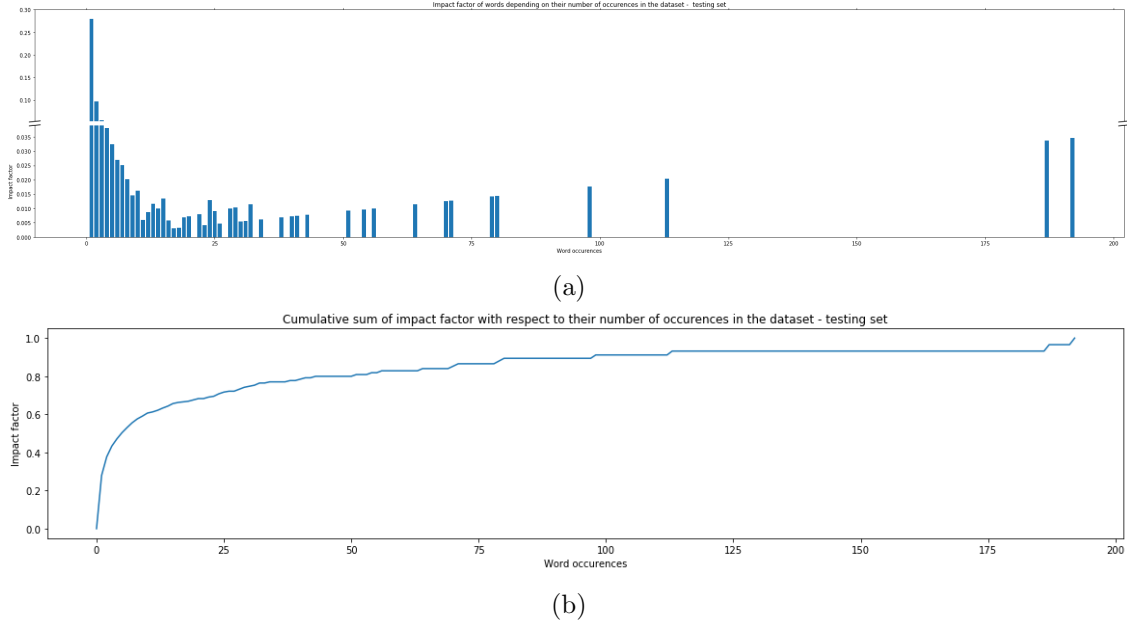 Impact factor of words depending on their number of occurences in the dataset - testing set
0.30
0.25
0.20
0.15
0.10
0.035
0.030
0.025
0.020
0.015
0.010
0.005
0.000
Impact factor
0 25 50 75 100 125 150 175 200
Word occurences
(a)
Cumulative sum of impact factor with respect to their number of occurences in the dataset - testing set
1.0
0.8
0.6
0.4
0.2
0.0
Impact factor
0 25 50 75 100 125 150 175 200
Word occurences
(b)